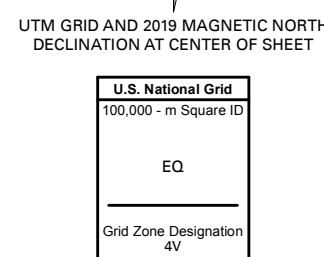 UTM GRID AND 2019 MAGNETIC NORTH
DECLINATION AT CENTER OF SHEET
U.S. National Grid
100,000 - m Square ID
EQ
Grid Zone Designation
4V